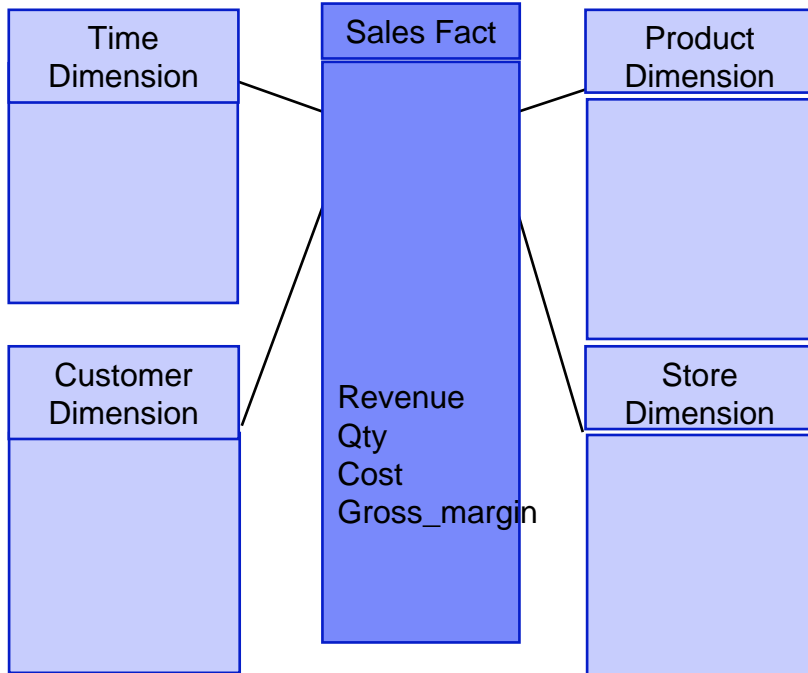 Time
Dimension
Sales Fact
Product
Dimension
Customer
Dimension
Revenue
Qty
Cost
Gross_margin
Store
Dimension